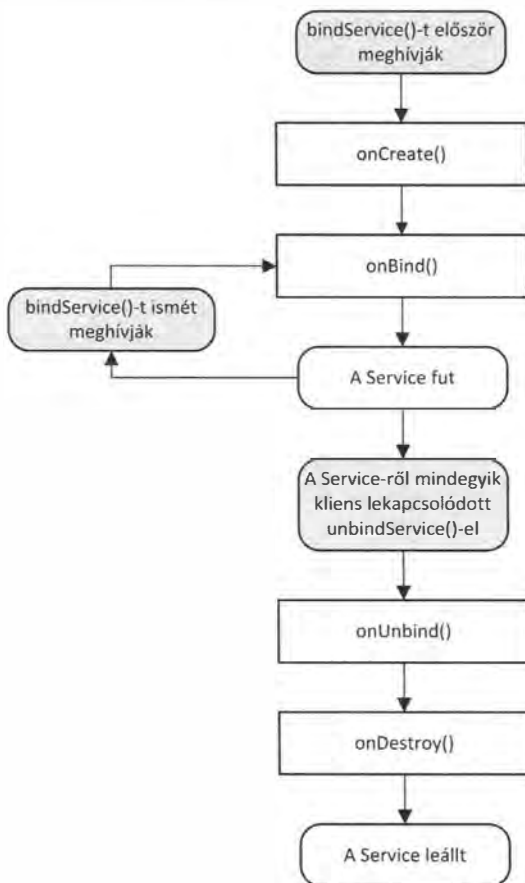 bindService()-t először
meghívják
onCreate()
onBind()
bindService()-t ismét
meghívják
A Service fut
A Service-ről mindegyik
kliens lekapcsolódott
unbindService()-el
onUnbind()
onDestroy()
A Service leállt